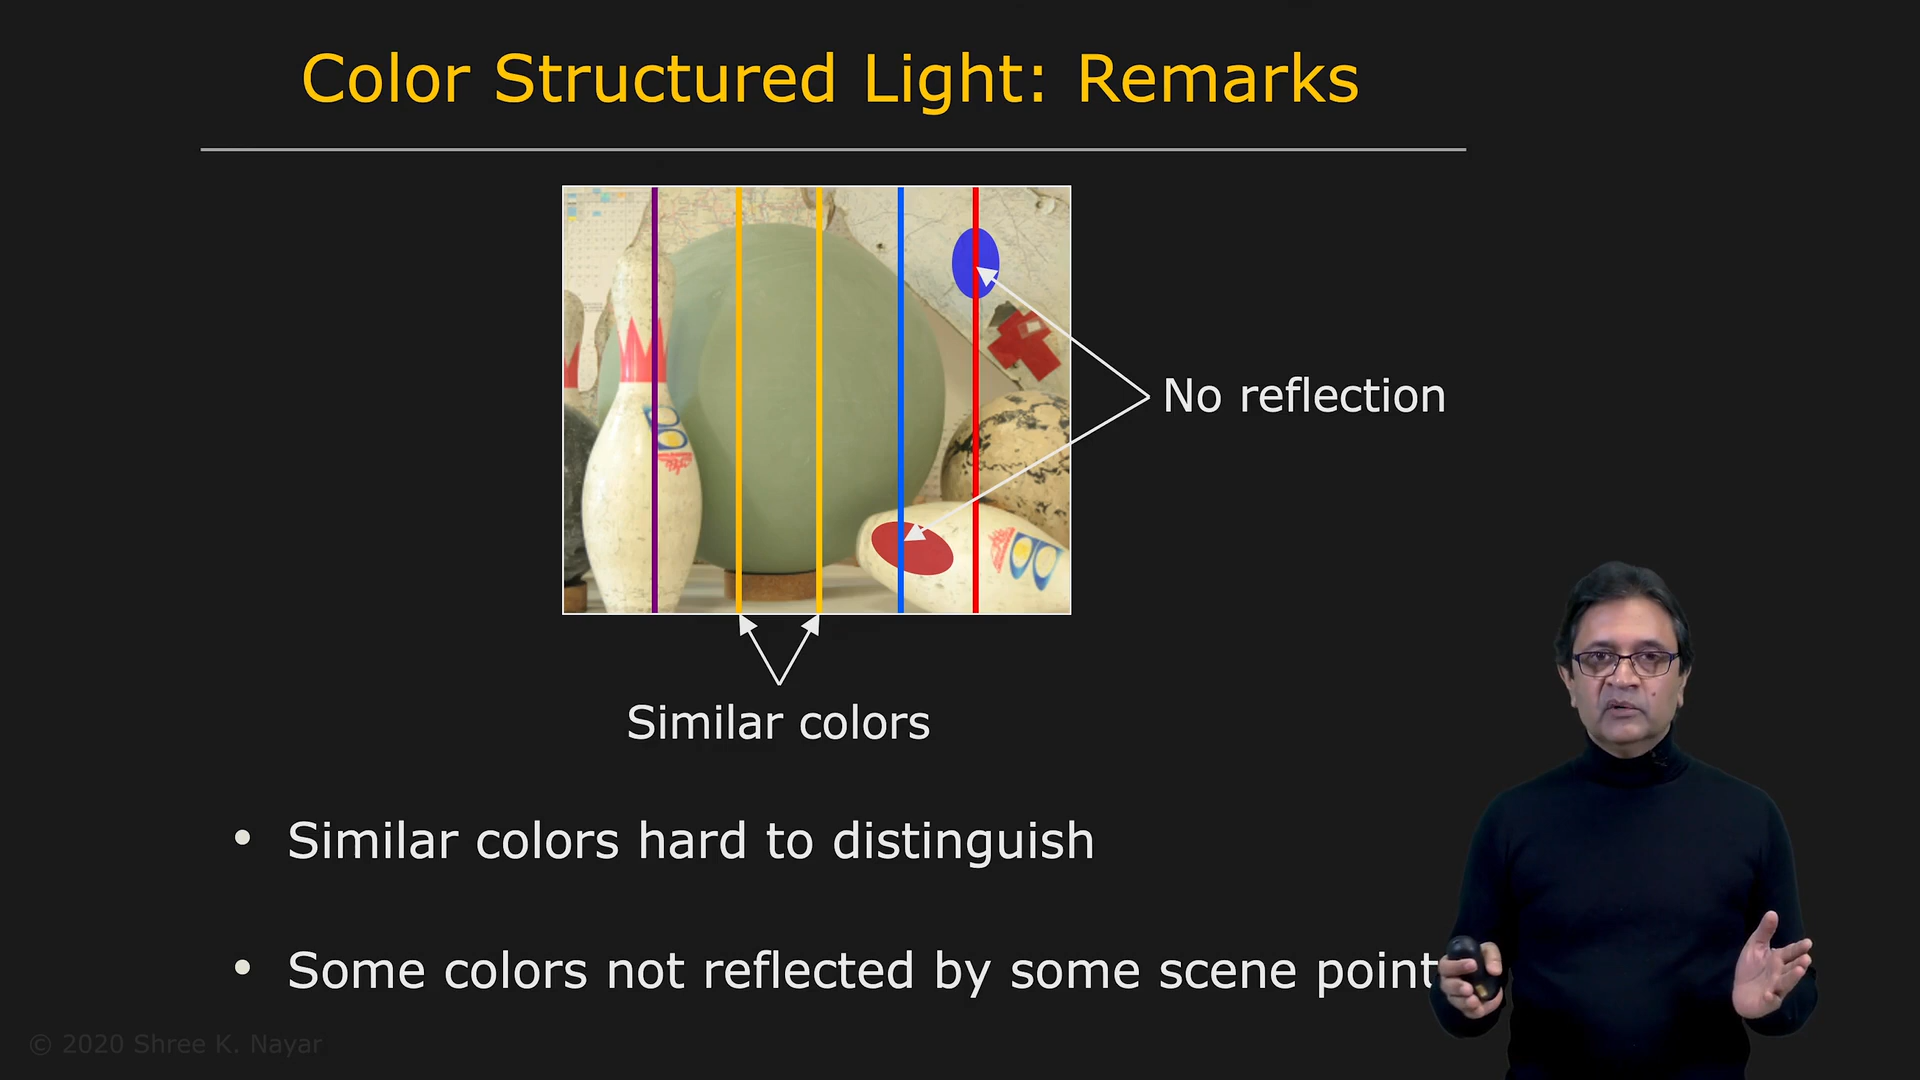 Color Structured Light: Remarks
No reflection
Similar colors
• Similar colors hard to distinguish
• Some colors not reflected by some scene point
© 2020 Shree K. Nayar